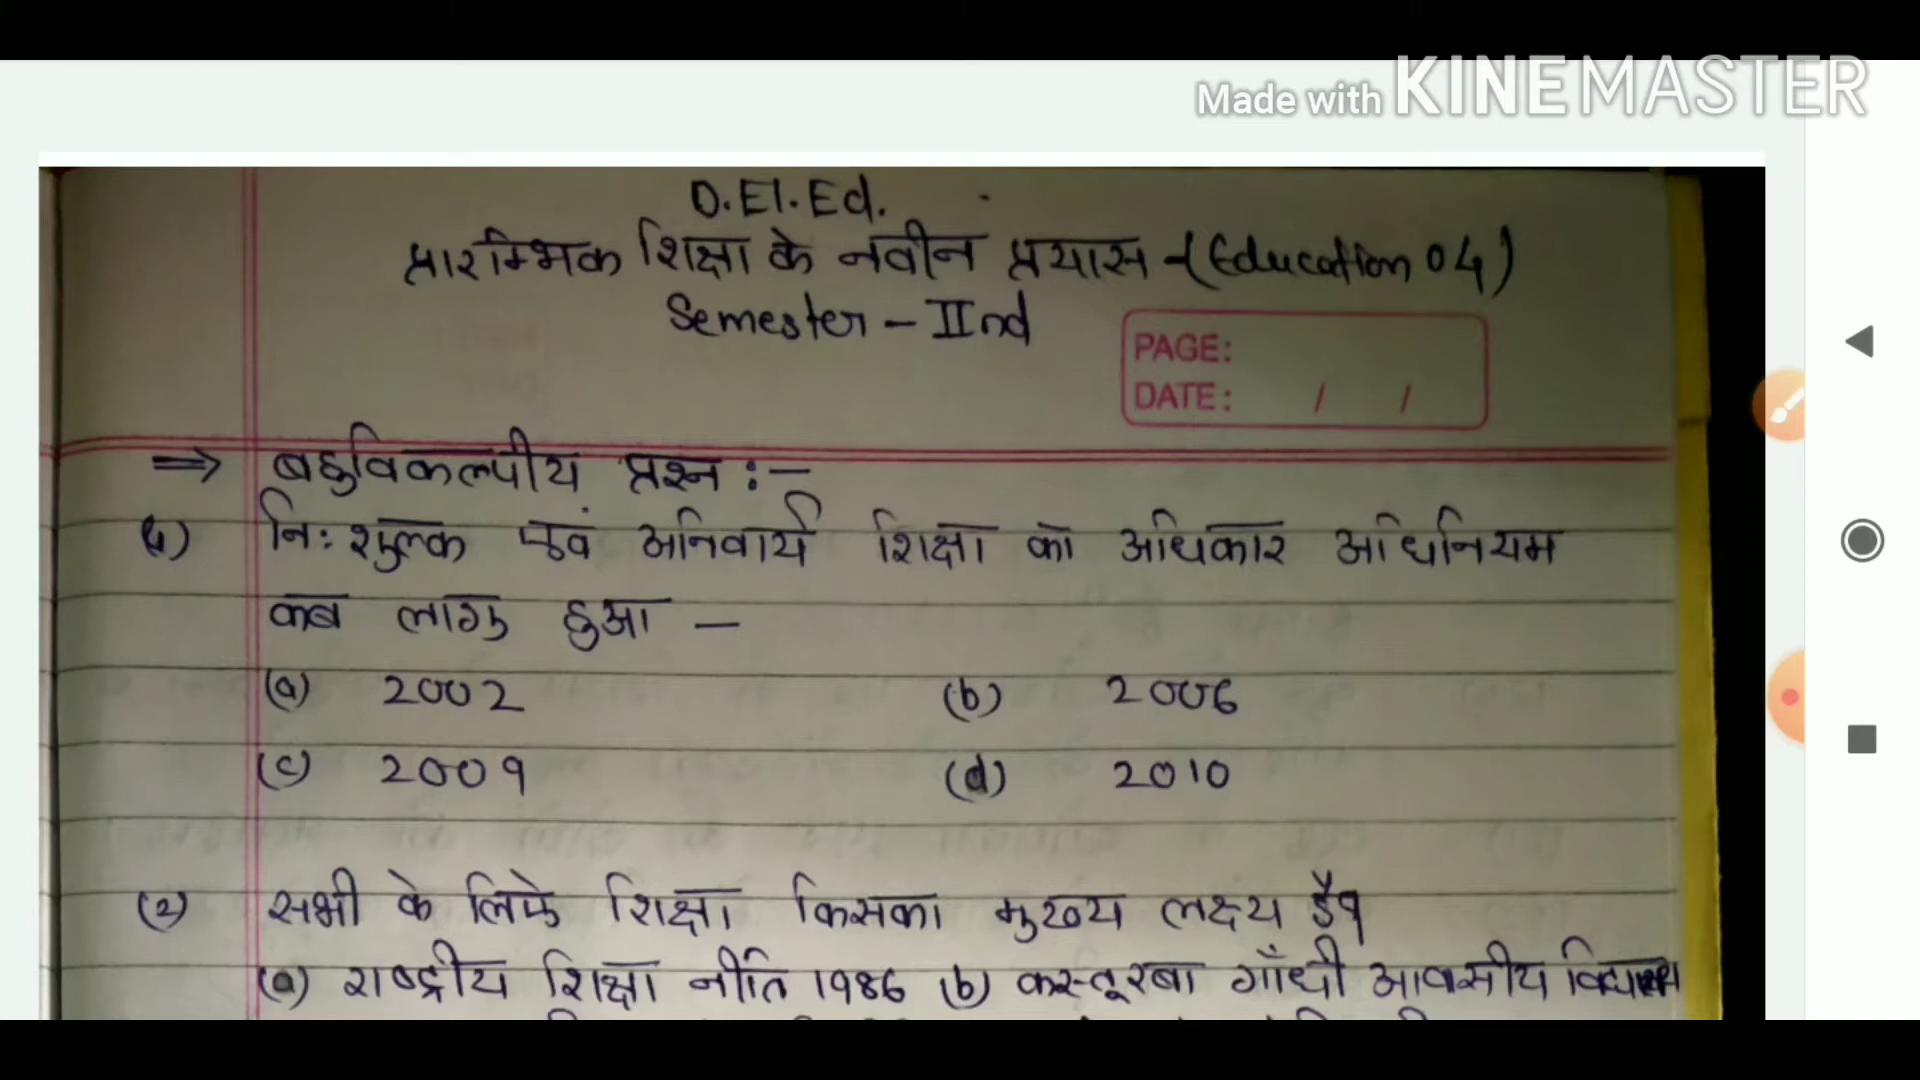 Made with KINEMASTER
D.El.Ed.
प्रारम्भिक शिक्षा के नवीन प्रयास -(Education 04)
Semester - IInd
PAGE:
DATE: / /
⇒ बहुविकल्पीय प्रश्न :-
(1) नि: शुल्क एवं अनिवार्य शिक्षा का अधिकार अधिनियम
कब लागु हुआ -
(a) 2002 (b) 2006
(c) 2009 (d) 2010
(2) सभी के लिए शिक्षा किसका मुख्य लक्ष्य है?
(a) राष्ट्रीय शिक्षा नीति 1986 (b) कस्तूरबा गाँधी आवसीय विद्यालय